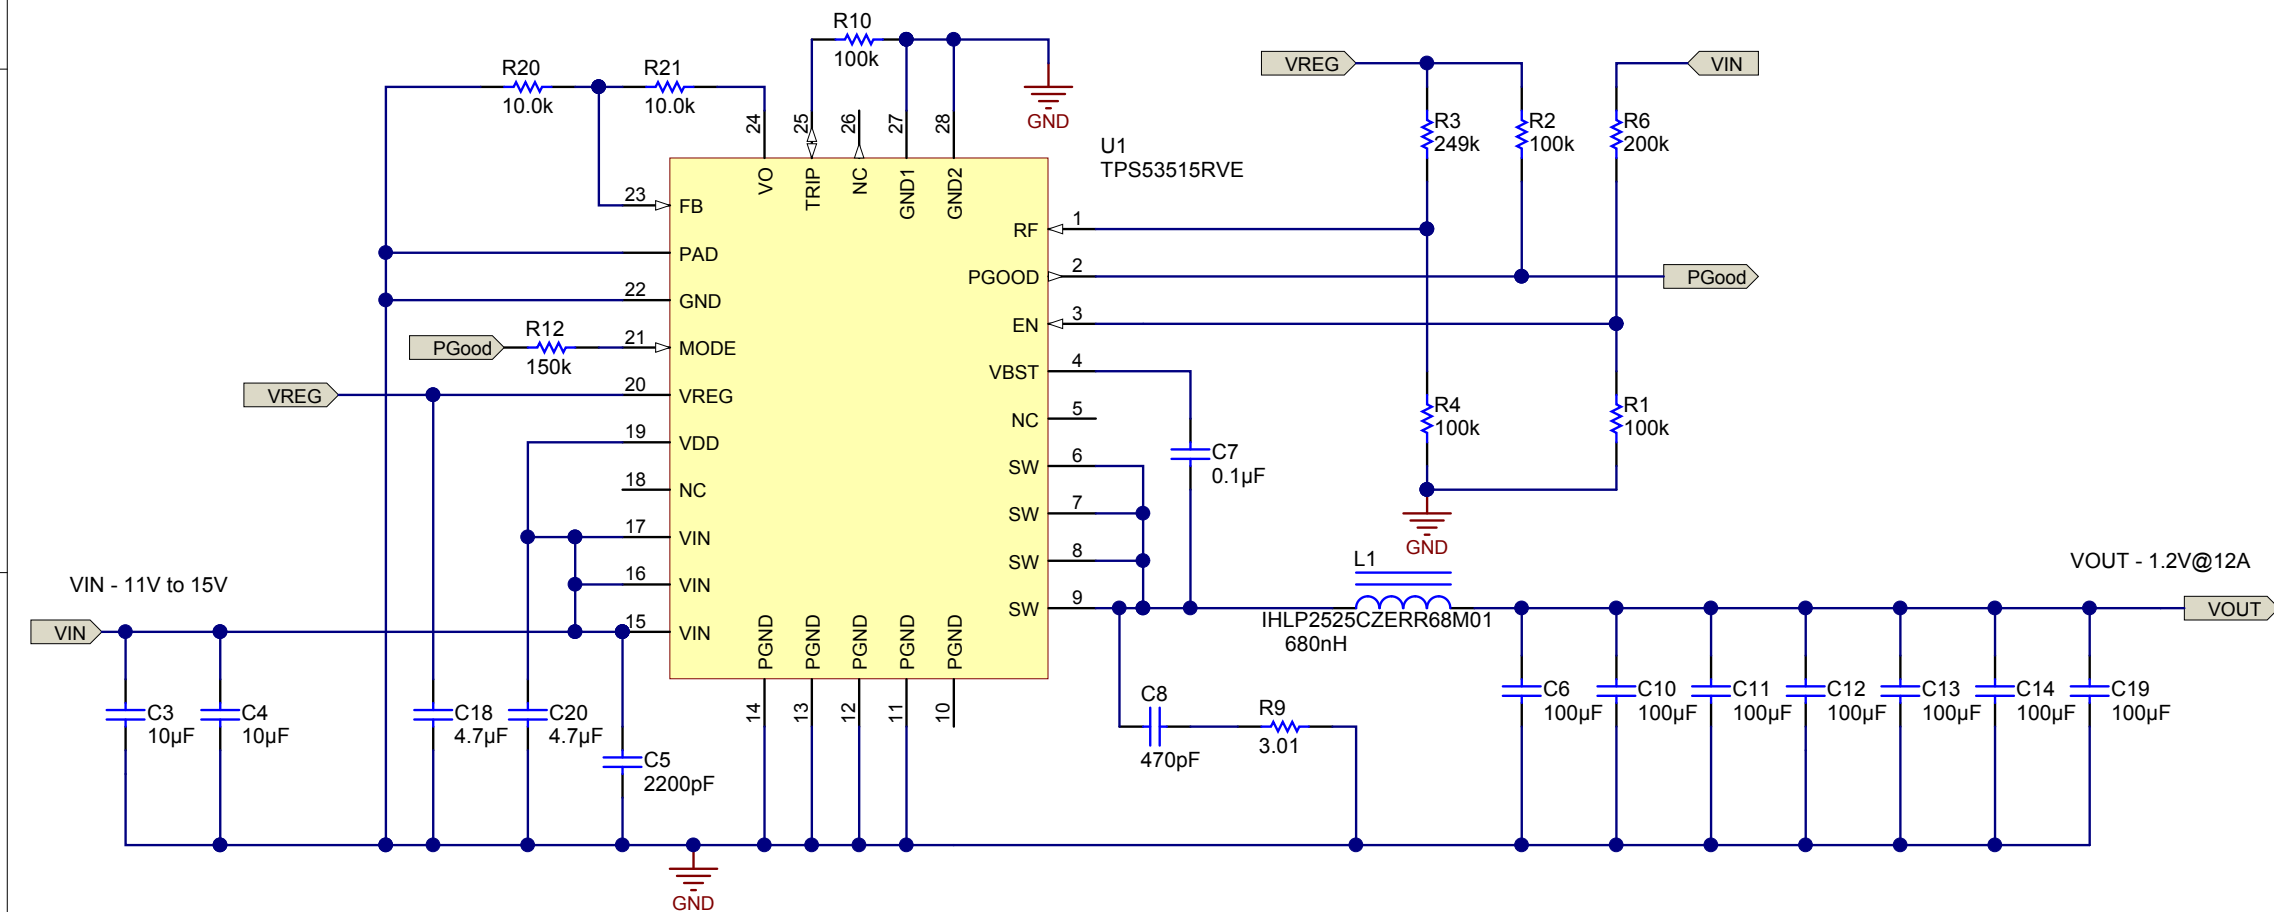 R10
100k
R20
10.0k
R21
10.0k
GND
VREG
VIN
R3
249k
R2
100k
R6
200k
U1
TPS53515RVE
24
25
26
27
28
VO
TRIP
NC
GND1
GND2
23
FB
PAD
22
GND
R12
150k
PGood
21
MODE
VREG
20
VREG
19
VDD
18
NC
17
VIN
16
VIN
15
VIN
RF
1
PGOOD
2
PGood
EN
3
VBST
4
NC
5
SW
6
SW
7
SW
8
SW
9
C7
0.1µF
R4
100k
R1
100k
GND
VIN - 11V to 15V
VIN
L1
IHLP2525CZERR68M01
680nH
VOUT - 1.2V@12A
VOUT
PGND
PGND
PGND
PGND
PGND
14
13
12
11
10
C3
10µF
C4
10µF
C18
4.7µF
C20
4.7µF
C5
2200pF
C8
470pF
R9
3.01
C6
100µF
C10
100µF
C11
100µF
C12
100µF
C13
100µF
C14
100µF
C19
100µF
GND